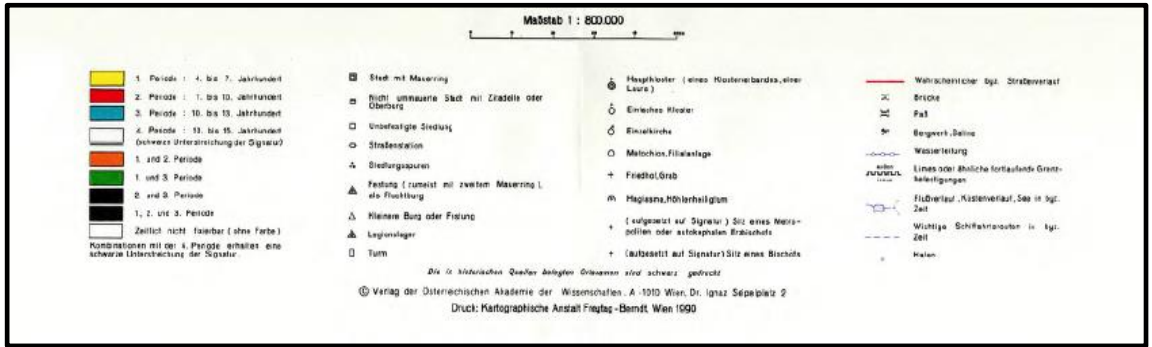 Maßstab 1 : 800.000
1. Periode : 4. bis 7. Jahrhundert
2. Periode : 7. bis 10. Jahrhundert
3. Periode : 10. bis 13. Jahrhundert
4. Periode : 13. bis 15. Jahrhundert
(schwarze Unterstreichung der Signatur)
1. und 2. Periode
1. und 3. Periode
2. und 3. Periode
1., 2. und 3. Periode
Zeitlich nicht fixierbar (ohne Farbe)
Kombinationen mit der 4. Periode erhalten eine
schwarze Unterstreichung der Signatur.
Stadt mit Mauerring
Nicht ummauerte Stadt mit Zitadelle oder
Oberburg
Unbefestigte Siedlung
Straßenstation
Siedlungsspuren
Festung (zumeist mit zweitem Mauerring),
als Fluchtburg
Kleinere Burg oder Festung
Legionslager
Turm
Hauptkloster (eines Klosterverbandes, einer
Laura)
Einfaches Kloster
Einzelkirche
Metochion, Filialanlage
Friedhof, Grab
Hagiasma, Höhlenheiligtum
(aufgesetzt auf Signatur) Sitz eines Metro-
politen oder autokephalen Erzbischofs
(aufgesetzt auf Signatur) Sitz eines Bischofs
Wahrscheinlicher byz. Straßenverlauf
Brücke
Paß
Bergwerk, Saline
Wasserleitung
Limes oder ähnliche fortlaufende Grenz-
befestigungen
Flußverlauf, Küstenverlauf, See in byz.
Zeit
Wichtige Schiffahrtsrouten in byz.
Zeit
Hafen
Die in historischen Quellen belegten Ortsnamen sind schwarz gedruckt
© Verlag der Österreichischen Akademie der Wissenschaften, A-1010 Wien, Dr. Ignaz Seipelplatz 2
Druck: Kartographische Anstalt Freytag-Berndt, Wien 1990